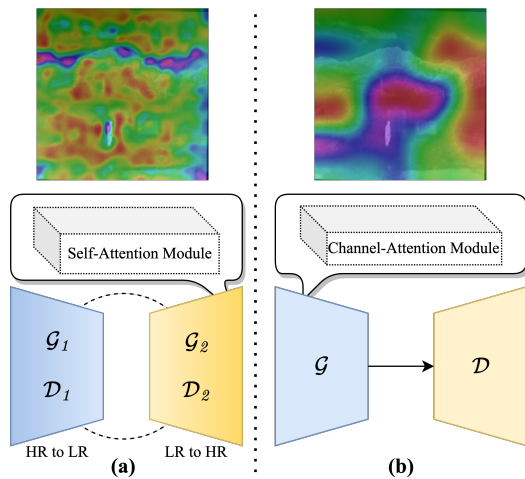 Self-Attention Module
Channel-Attention Module
𝒢1
𝒟1
𝒢2
𝒟2
𝒢
𝒟
HR to LR
(a)
LR to HR
(b)